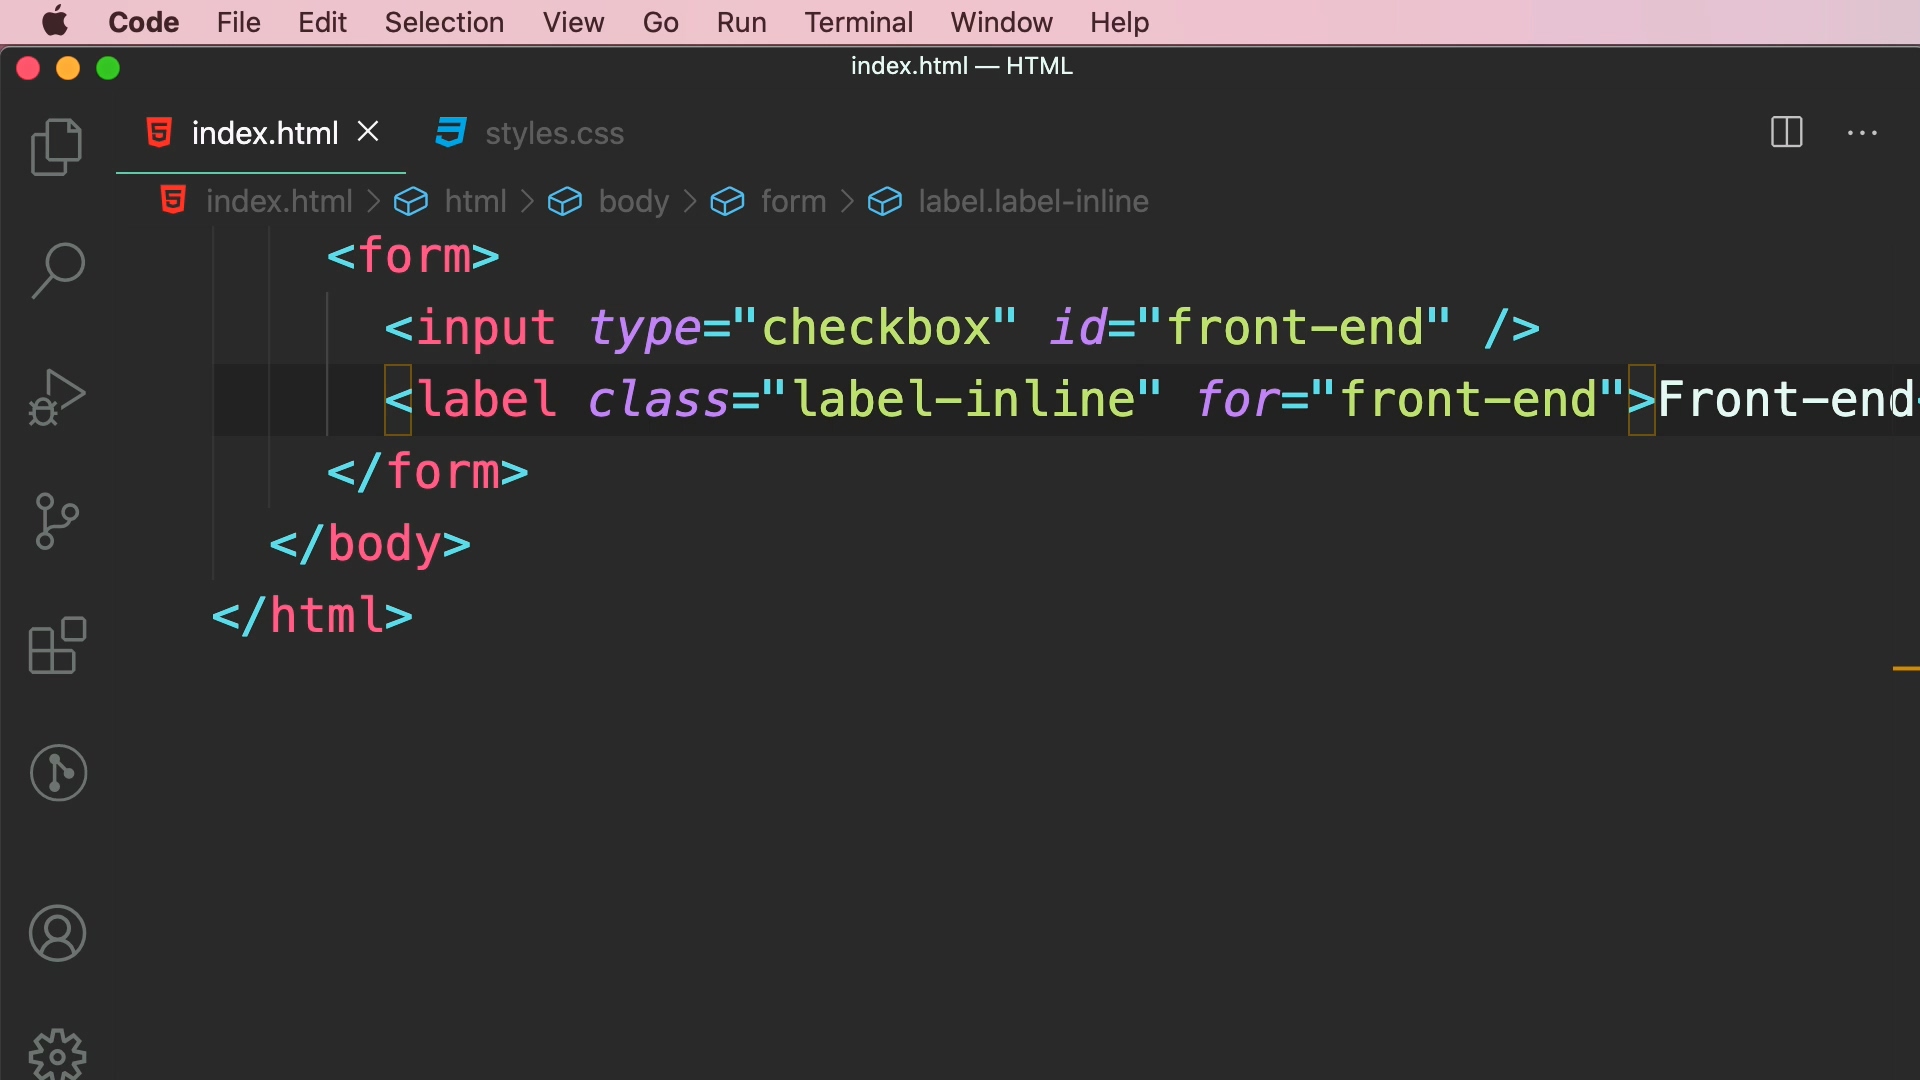 Code File Edit Selection View Go Run Terminal Window Help
index.html — HTML
index.html styles.css
index.html > html > body > form > label.label-inline
<form>
<input type="checkbox" id="front-end" />
<label class="label-inline" for="front-end">Front-end
</form>
</body>
</html>